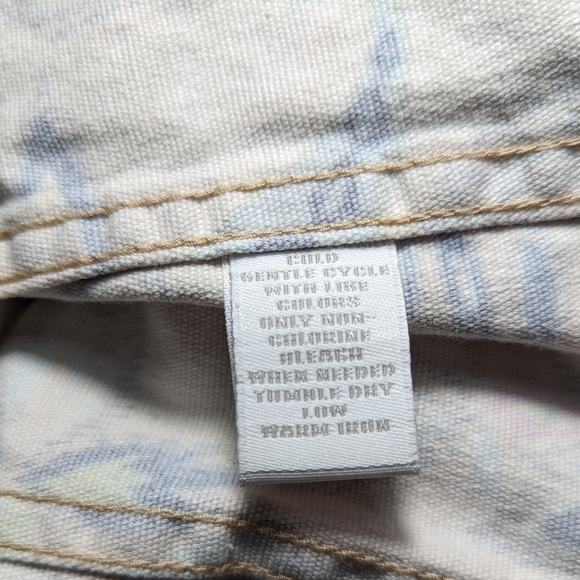 COLD
GENTLE CYCLE
WITH LIKE
COLORS
ONLY NON-
CHLORINE
BLEACH
WHEN NEEDED
TUMBLE DRY
LOW
WARM IRON